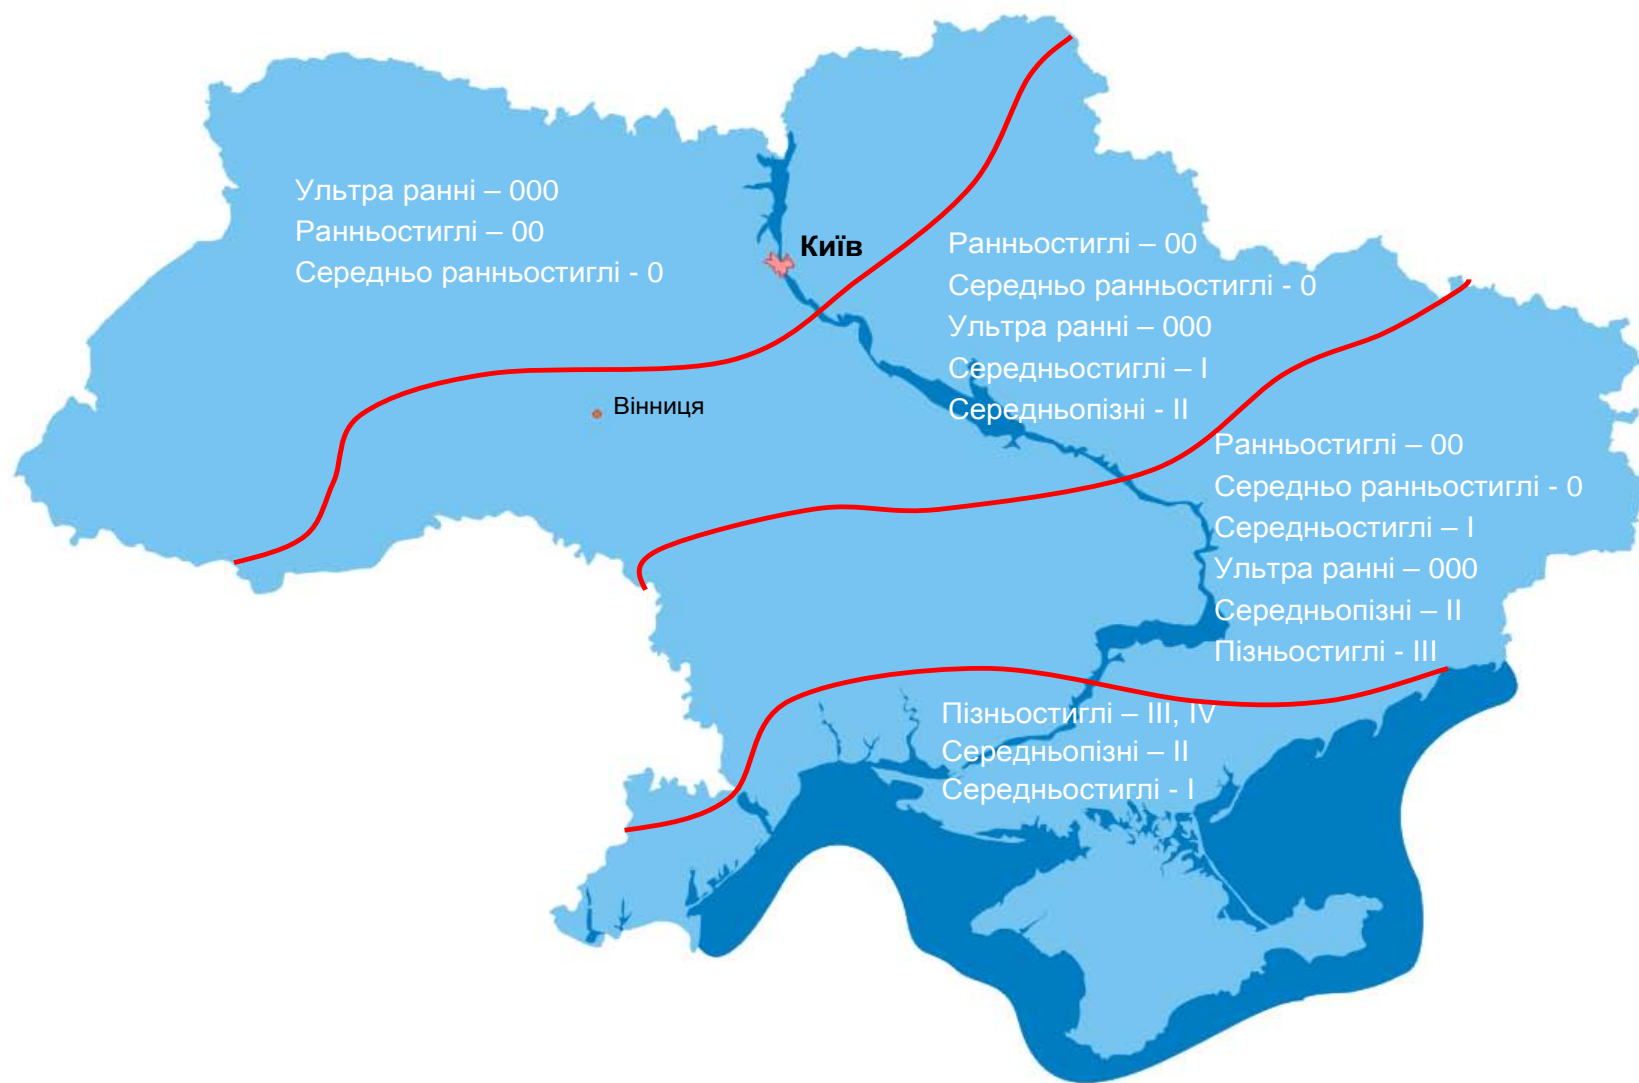 Ультра ранні – 000
Ранньостиглі – 00
Середньо ранньостиглі - 0
Київ
Ранньостиглі – 00
Середньо ранньостиглі - 0
Ультра ранні – 000
Середньостиглі – I
Середньопізні - II
Вінниця
Ранньостиглі – 00
Середньо ранньостиглі - 0
Середньостиглі – I
Ультра ранні – 000
Середньопізні – II
Пізньостиглі - III
Пізньостиглі – III, IV
Середньопізні – II
Середньостиглі - I